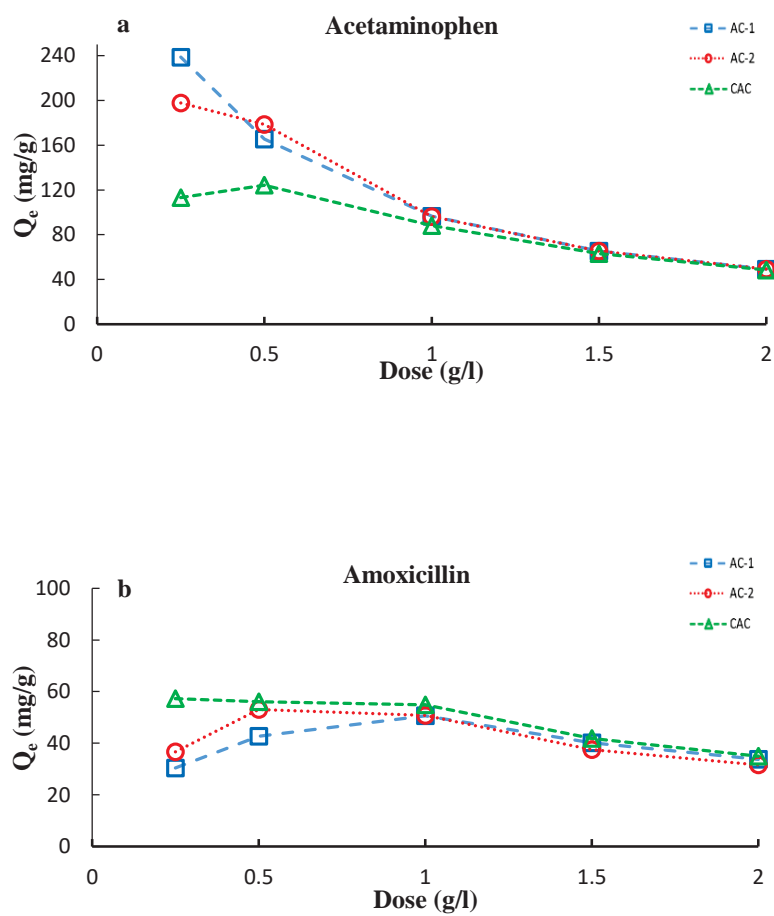 a
Acetaminophen
AC-1
AC-2
CAC
240
200
160
120
80
40
0
Qe (mg/g)
0 0.5 1 1.5 2
Dose (g/l)
b
Amoxicillin
AC-1
AC-2
CAC
100
80
60
40
20
0
Qe (mg/g)
0 0.5 1 1.5 2
Dose (g/l)